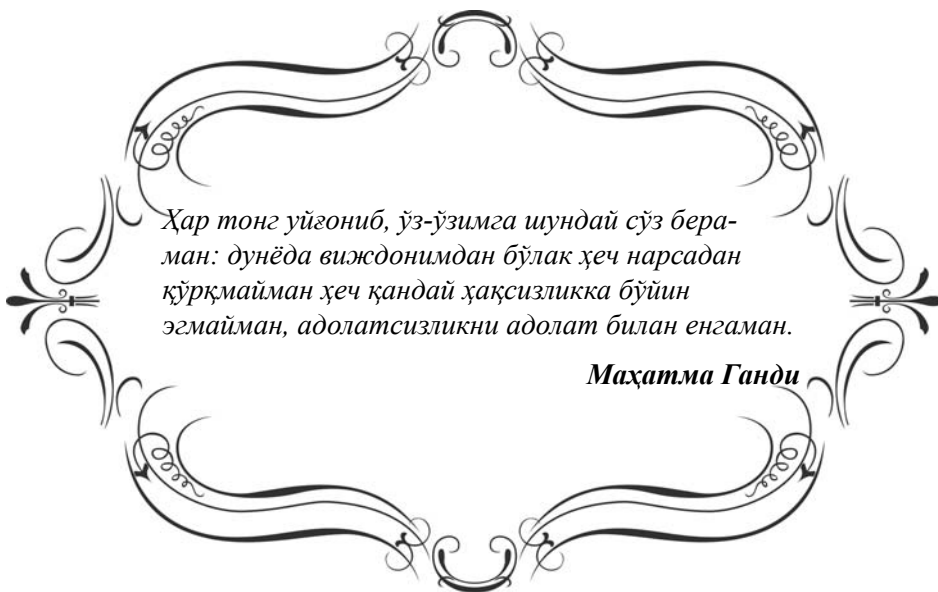 Ҳар тонг уйғониб, ўз-ўзимга шундай сўз бера-
ман: дунёда виждонимдан бўлак ҳеч нарсадан
қўрқмайман ҳеч қандай ҳақсизликка бўйин
эгмайман, адолатсизликни адолат билан енгаман.
Маҳатма Ганди